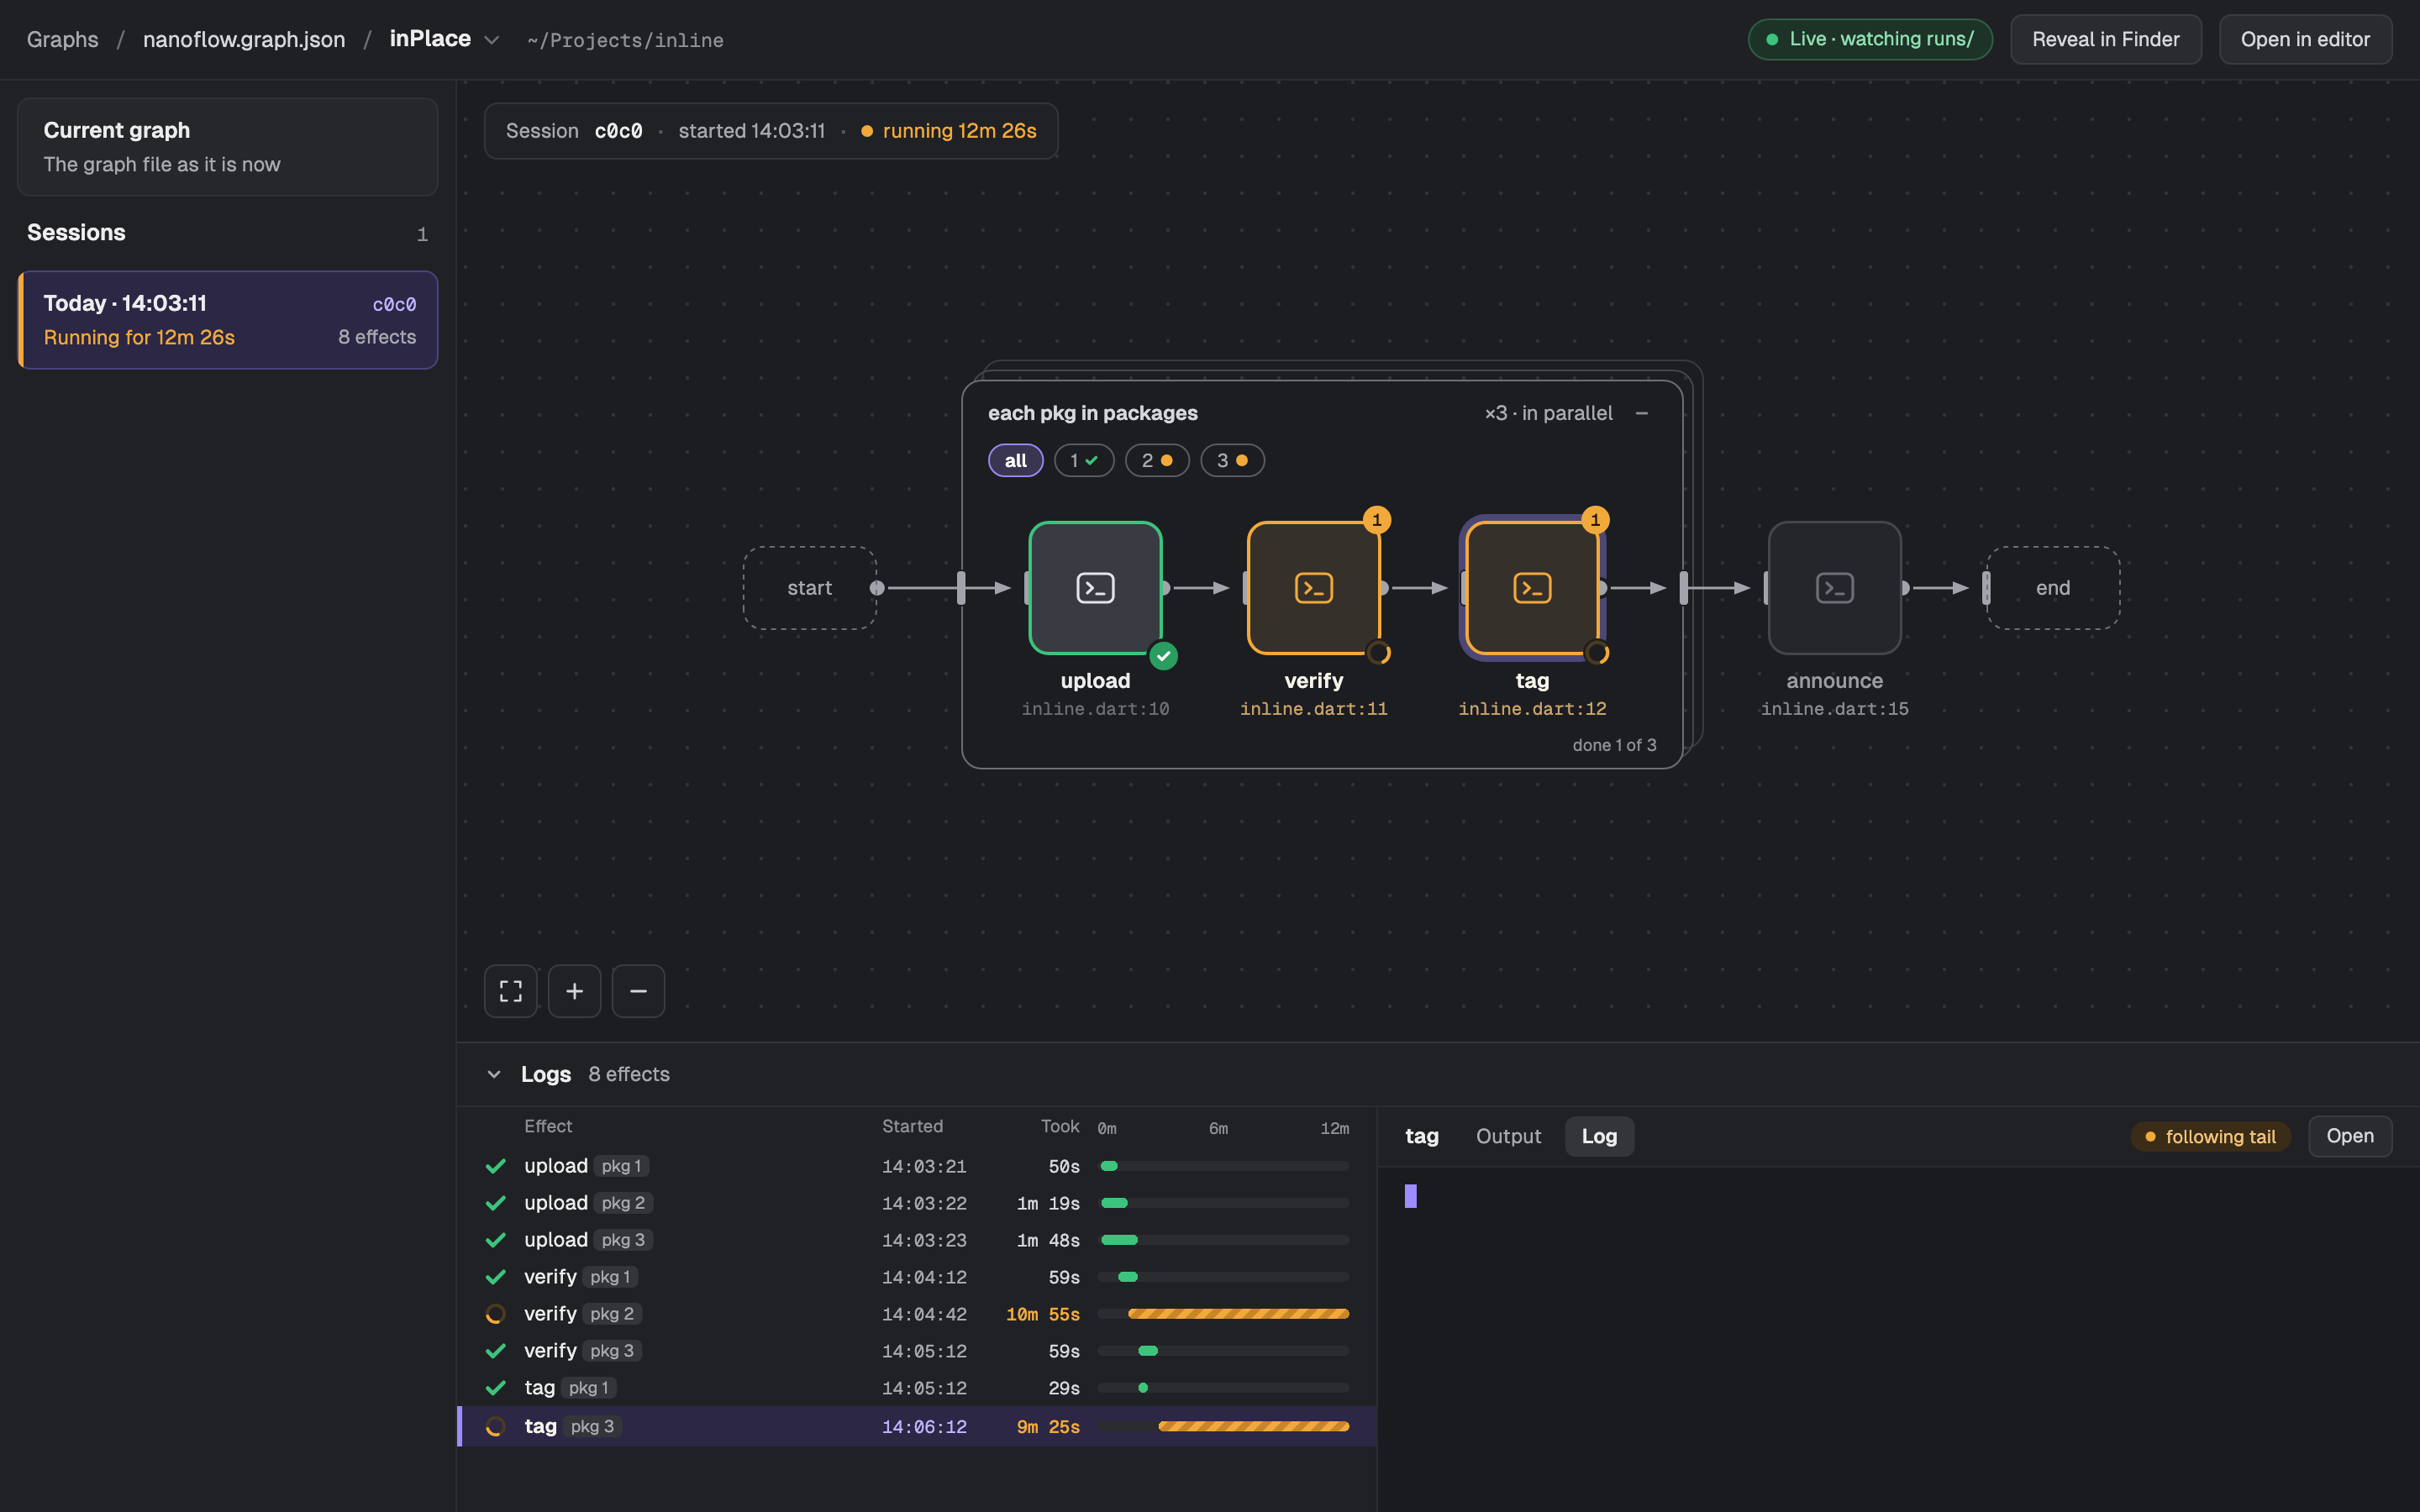 Graphs / nanoflow.graph.json / inPlace ~/Projects/inline
Live · watching runs/
Reveal in Finder
Open in editor
Current graph
The graph file as it is now
Sessions 1
Today · 14:03:11 c0c0
Running for 12m 26s 8 effects
Session c0c0 · started 14:03:11 · running 12m 26s
each pkg in packages ×3 · in parallel
all 1 2 3
1 1
start
end
upload verify tag announce
inline.dart:10 inline.dart:11 inline.dart:12 inline.dart:15
done 1 of 3
Logs 8 effects
Effect Started Took 0m 6m 12m
upload pkg 1 14:03:21 50s
upload pkg 2 14:03:22 1m 19s
upload pkg 3 14:03:23 1m 48s
verify pkg 1 14:04:12 59s
verify pkg 2 14:04:42 10m 55s
verify pkg 3 14:05:12 59s
tag pkg 1 14:05:12 29s
tag pkg 3 14:06:12 9m 25s
tag Output Log following tail Open